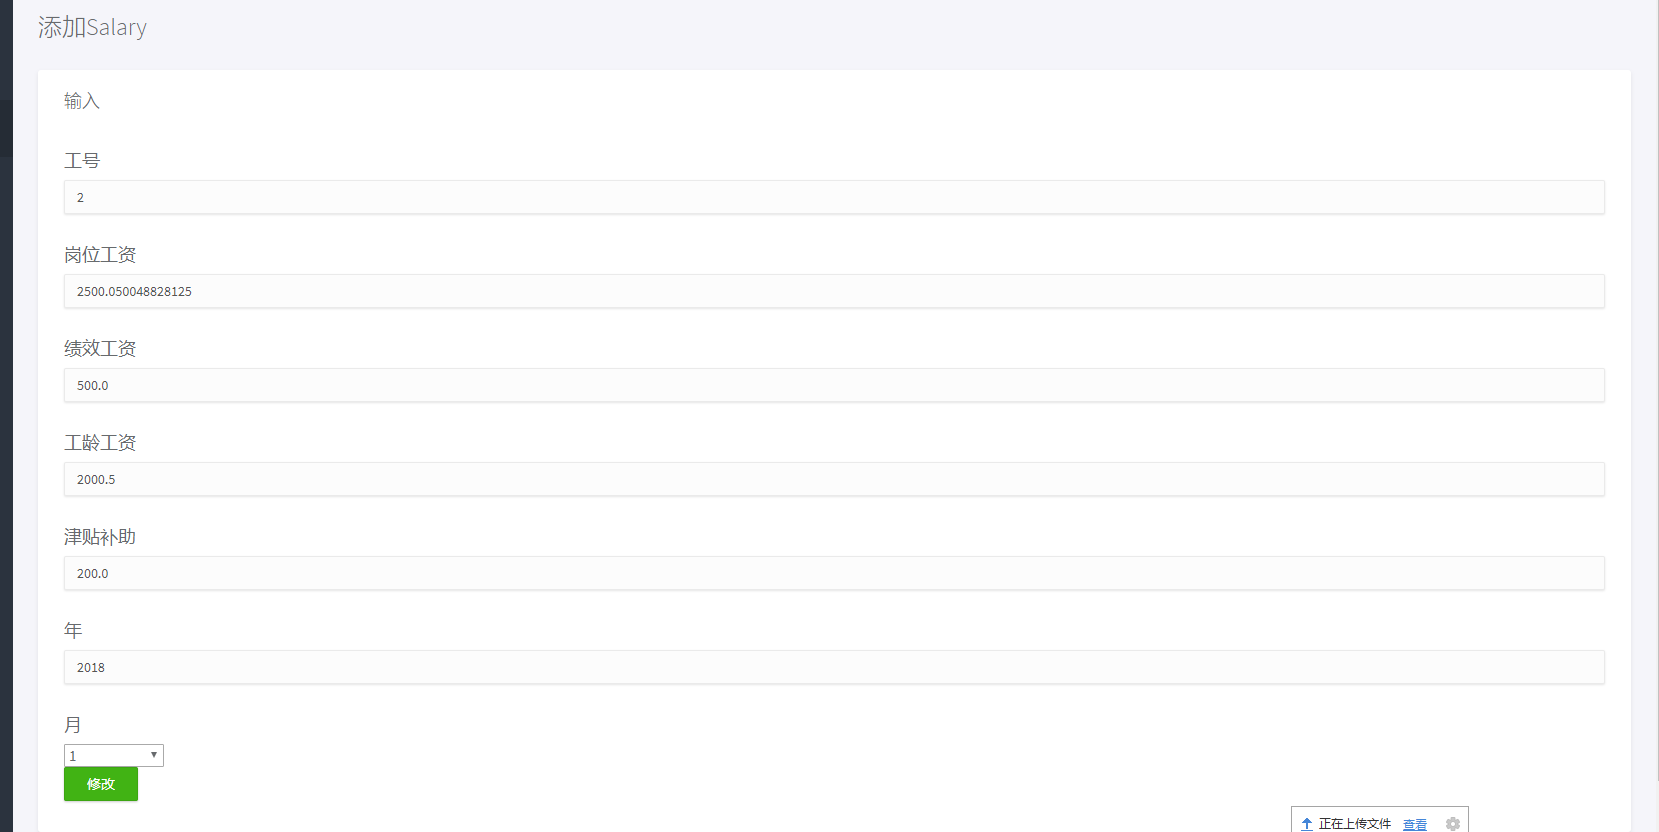 添加Salary
输入
工号
2
岗位工资
2500.050048828125
绩效工资
500.0
工龄工资
2000.5
津贴补助
200.0
年
2018
月
1
修改
正在上传文件 查看